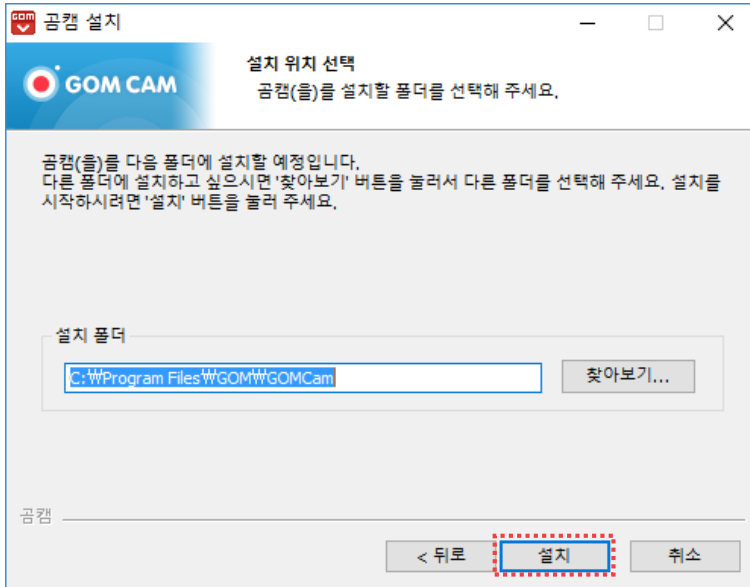 GOM
곰캠 설치
GOM CAM
설치 위치 선택
곰캠(을)를 설치할 폴더를 선택해 주세요.
곰캠(을)를 다음 폴더에 설치할 예정입니다.
다른 폴더에 설치하고 싶으시면 '찾아보기' 버튼을 눌러서 다른 폴더를 선택해 주세요. 설치를
시작하시려면 '설치' 버튼을 눌러 주세요.
설치 폴더
C:₩Program Files₩GOM₩GOMCam
찾아보기...
곰캠
< 뒤로
설치
취소